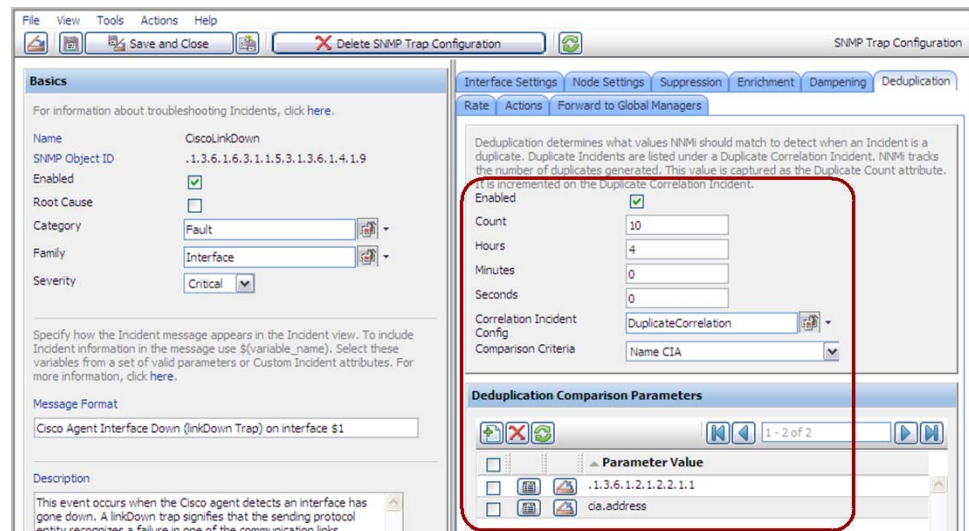 File View Tools Actions Help
Save and Close
Delete SNMP Trap Configuration
SNMP Trap Configuration
Basics
For information about troubleshooting Incidents, click here.
Name CiscoLinkDown
SNMP Object ID .1.3.6.1.6.3.1.1.5.3.1.3.6.1.4.1.9
Enabled
Root Cause
Category Fault
Family Interface
Severity Critical
Specify how the Incident message appears in the Incident view. To include
Incident information in the message use $(variable_name). Select these
variables from a set of valid parameters or Custom Incident attributes. For
more information, click here.
Message Format
Cisco Agent Interface Down (linkDown Trap) on interface $1
Description
This event occurs when the Cisco agent detects an interface has
gone down. A linkDown trap signifies that the sending protocol
entity recognizes a failure in one of the communication links
Interface Settings Node Settings Suppression Enrichment Dampening Deduplication
Rate Actions Forward to Global Managers
Deduplication determines what values NNMi should match to detect when an Incident is a
duplicate. Duplicate Incidents are listed under a Duplicate Correlation Incident. NNMi tracks
the number of duplicates generated. This value is captured as the Duplicate Count attribute.
It is incremented on the Duplicate Correlation Incident.
Enabled
Count 10
Hours 4
Minutes 0
Seconds 0
Correlation Incident
Config
DuplicateCorrelation
Comparison Criteria Name CIA
Deduplication Comparison Parameters
1 - 2 of 2
Parameter Value
.1.3.6.1.2.1.2.2.1.1
cia.address